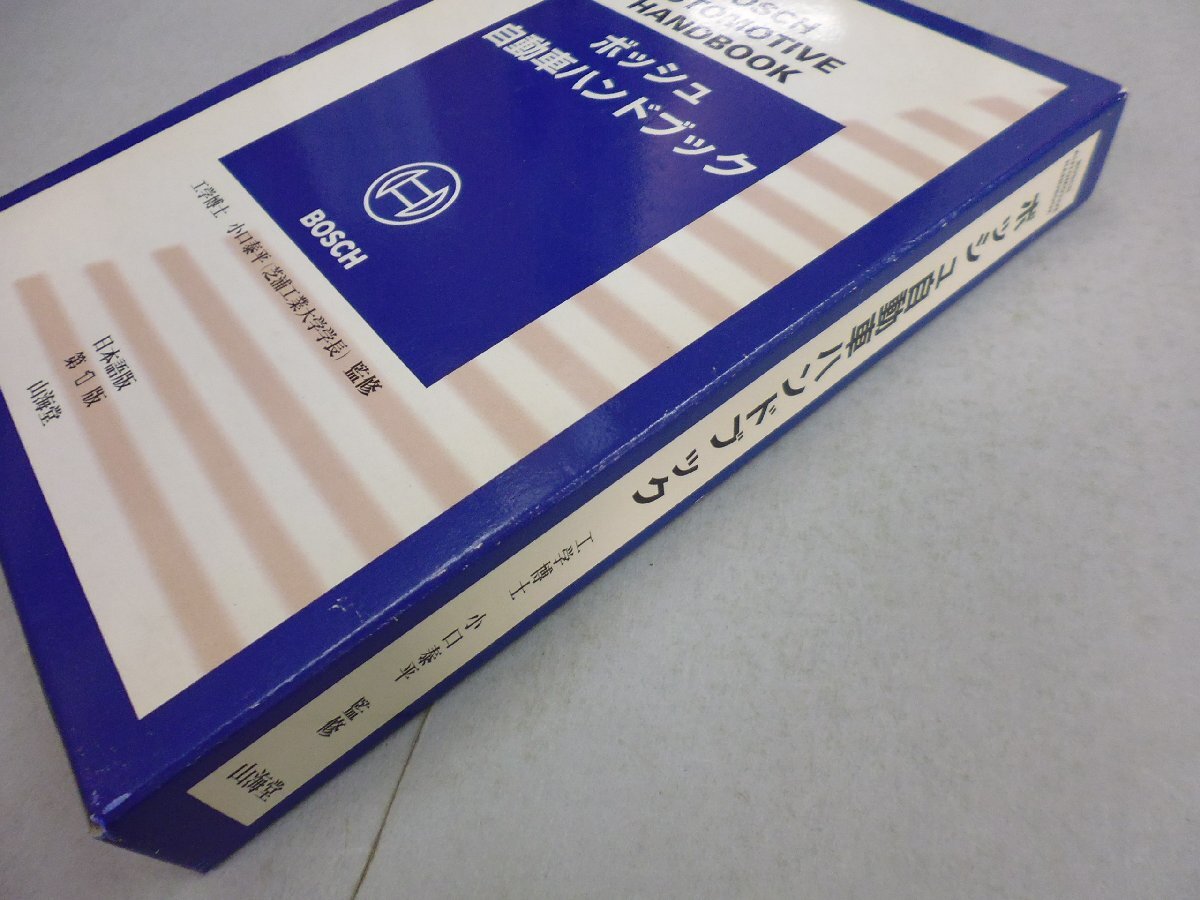 BOSCH
AUTOMOTIVE
HANDBOOK
ボッシュ
自動車ハンドブック
BOSCH
工学博士 小口泰平(芝浦工業大学学長)監修
日本語版
第1版
山海堂
ボッシュ自動車ハンドブック
工学博士 小口泰平 監修
山海堂